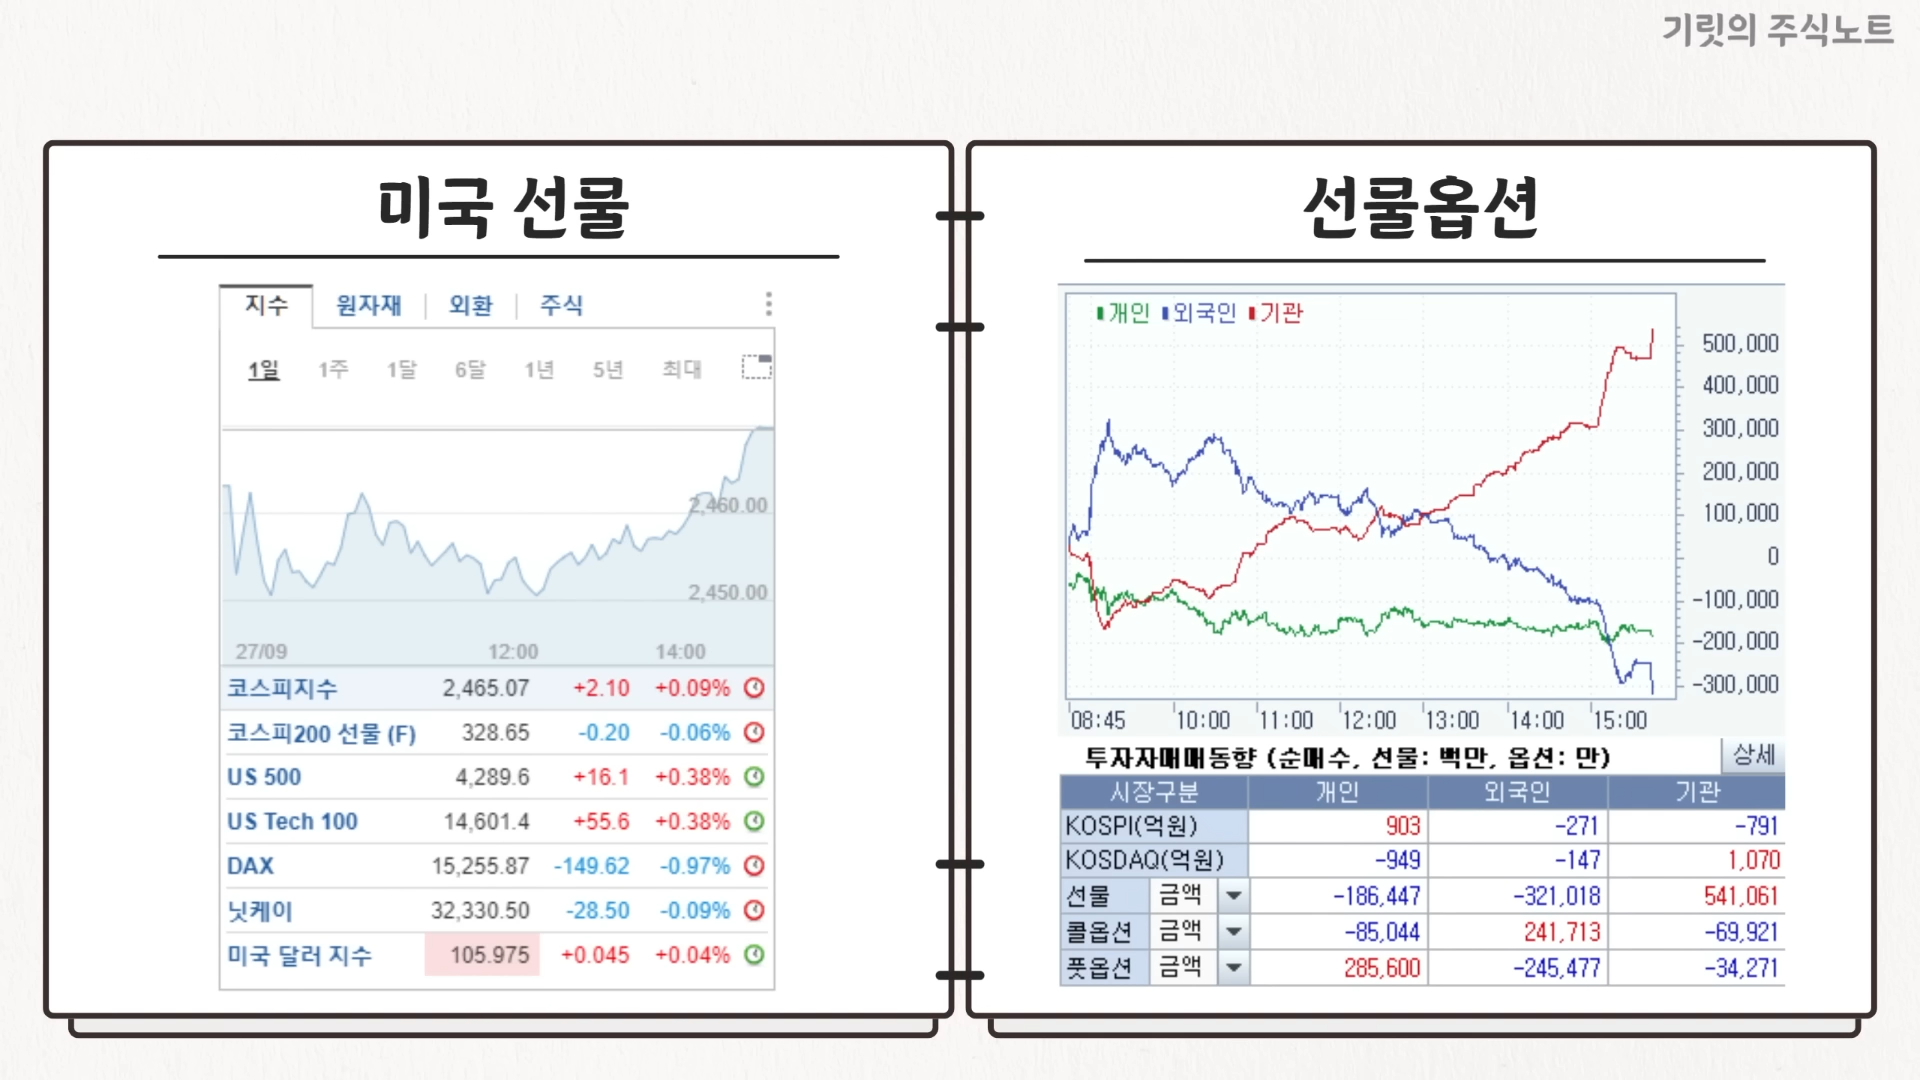 기릿의 주식노트
미국 선물
지수 원자재 외환 주식
1일 1주 1달 6달 1년 5년 최대
2,460.00
2,450.00
27/09 12:00 14:00
코스피지수 2,465.07 +2.10 +0.09%
코스피200 선물 (F) 328.65 -0.20 -0.06%
US 500 4,289.6 +16.1 +0.38%
US Tech 100 14,601.4 +55.6 +0.38%
DAX 15,255.87 -149.62 -0.97%
닛케이 32,330.50 -28.50 -0.09%
미국 달러 지수 105.975 +0.045 +0.04%
선물옵션
개인 외국인 기관
500,000
400,000
300,000
200,000
100,000
0
-100,000
-200,000
-300,000
08:45 10:00 11:00 12:00 13:00 14:00 15:00
투자자매매동향 (순매수, 선물: 백만, 옵션: 만) 상세
시장구분 개인 외국인 기관
KOSPI(억원) 903 -271 -791
KOSDAQ(억원) -949 -147 1,070
선물 금액 -186,447 -321,018 541,061
콜옵션 금액 -85,044 241,713 -69,921
풋옵션 금액 285,600 -245,477 -34,271